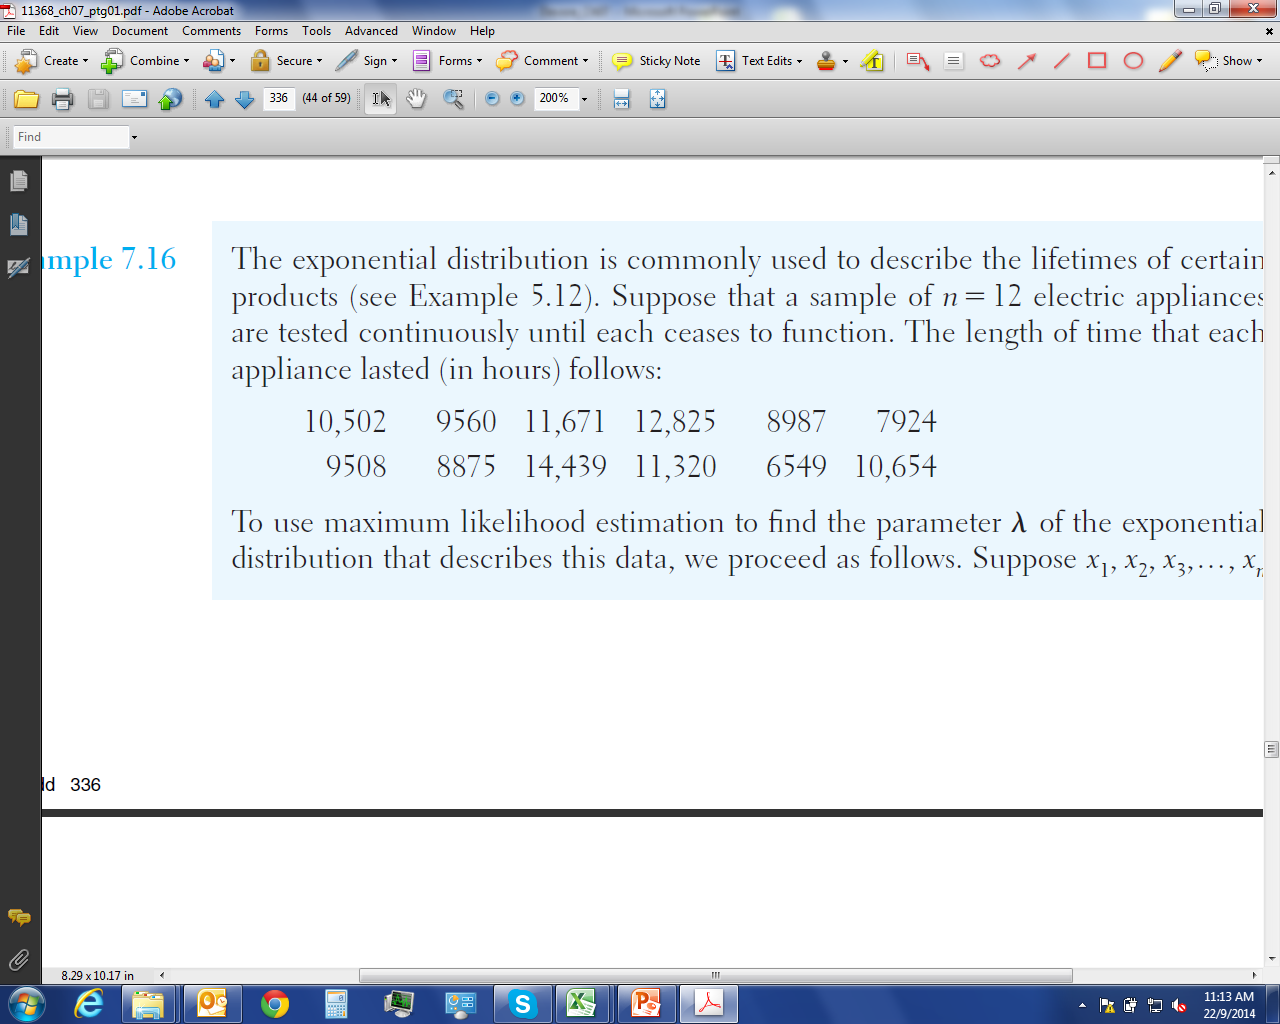 11368_ch07_ptg01.pdf - Adobe Acrobat
File Edit View Document Comments Forms Tools Advanced Window Help
Create Combine Secure Sign Forms Comment Sticky Note Text Edits Show
336 (44 of 59) 200%
Find
mple 7.16
The exponential distribution is commonly used to describe the lifetimes of certain
products (see Example 5.12). Suppose that a sample of n = 12 electric appliances
are tested continuously until each ceases to function. The length of time that each
appliance lasted (in hours) follows:
10,502 9560 11,671 12,825 8987 7924
9508 8875 14,439 11,320 6549 10,654
To use maximum likelihood estimation to find the parameter λ of the exponential
distribution that describes this data, we proceed as follows. Suppose x₁, x₂, x₃,..., xₙ
dd 336
8.29 x 10.17 in
11:13 AM
22/9/2014